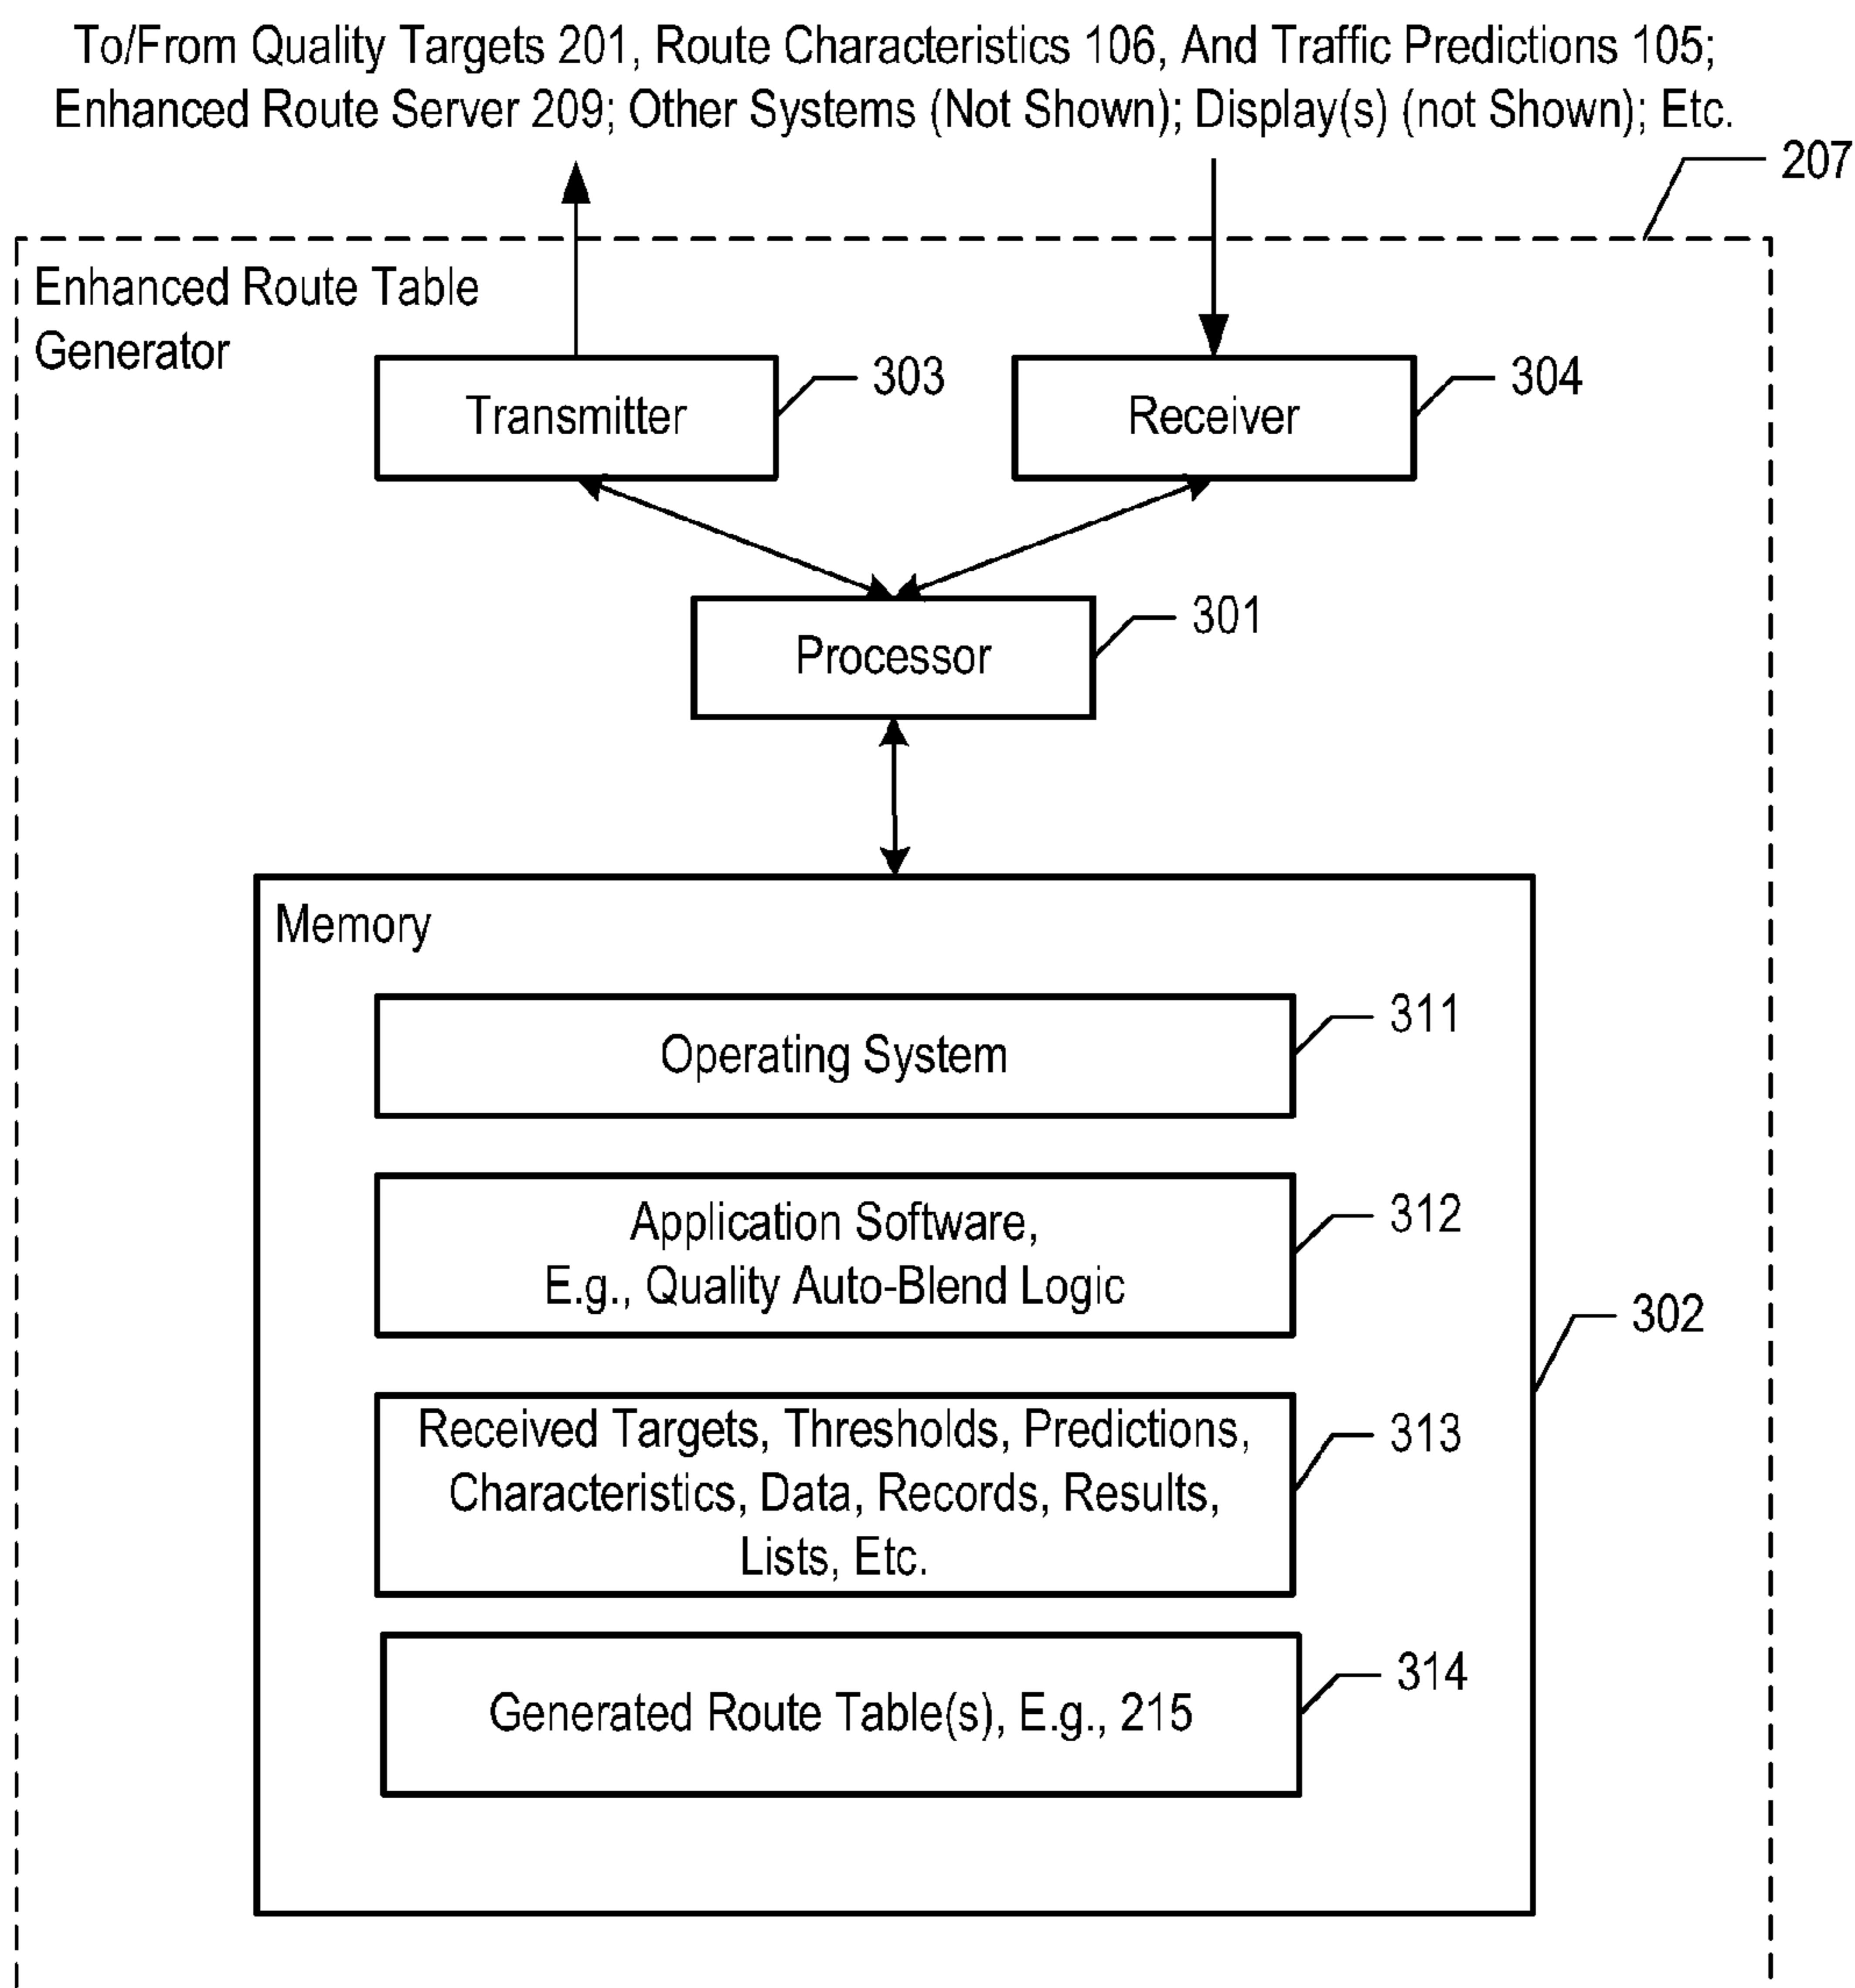 To/From Quality Targets 201, Route Characteristics 106, And Traffic Predictions 105;
Enhanced Route Server 209; Other Systems (Not Shown); Display(s) (not Shown); Etc.
207
Enhanced Route Table
Generator
Transmitter
303
Receiver
304
Processor
301
Memory
Operating System
311
Application Software,
E.g., Quality Auto-Blend Logic
312
302
Received Targets, Thresholds, Predictions,
Characteristics, Data, Records, Results,
Lists, Etc.
313
Generated Route Table(s), E.g., 215
314